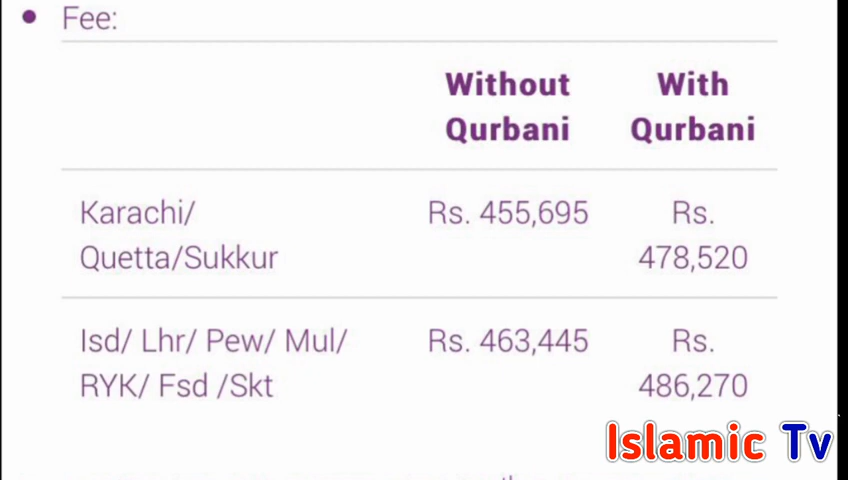 Fee:
Without Qurbani
With Qurbani
Karachi/
Quetta/Sukkur
Rs. 455,695
Rs.
478,520
Isd/ Lhr/ Pew/ Mul/
RYK/ Fsd /Skt
Rs. 463,445
Rs.
486,270
Islamic Tv